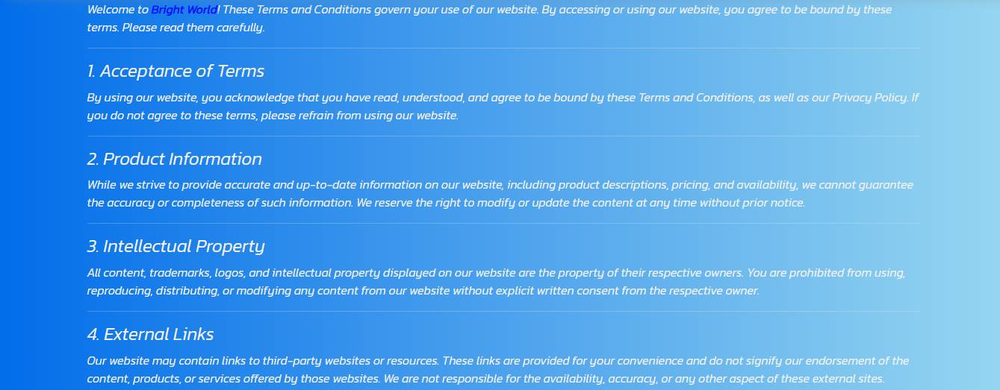 Welcome to Bright World! These Terms and Conditions govern your use of our website. By accessing or using our website, you agree to be bound by these
terms. Please read them carefully.
1. Acceptance of Terms
By using our website, you acknowledge that you have read, understood, and agree to be bound by these Terms and Conditions, as well as our Privacy Policy. If
you do not agree to these terms, please refrain from using our website.
2. Product Information
While we strive to provide accurate and up-to-date information on our website, including product descriptions, pricing, and availability, we cannot guarantee
the accuracy or completeness of such information. We reserve the right to modify or update the content at any time without prior notice.
3. Intellectual Property
All content, trademarks, logos, and intellectual property displayed on our website are the property of their respective owners. You are prohibited from using,
reproducing, distributing, or modifying any content from our website without explicit written consent from the respective owner.
4. External Links
Our website may contain links to third-party websites or resources. These links are provided for your convenience and do not signify our endorsement of the
content, products, or services offered by those websites. We are not responsible for the availability, accuracy, or any other aspect of these external sites.